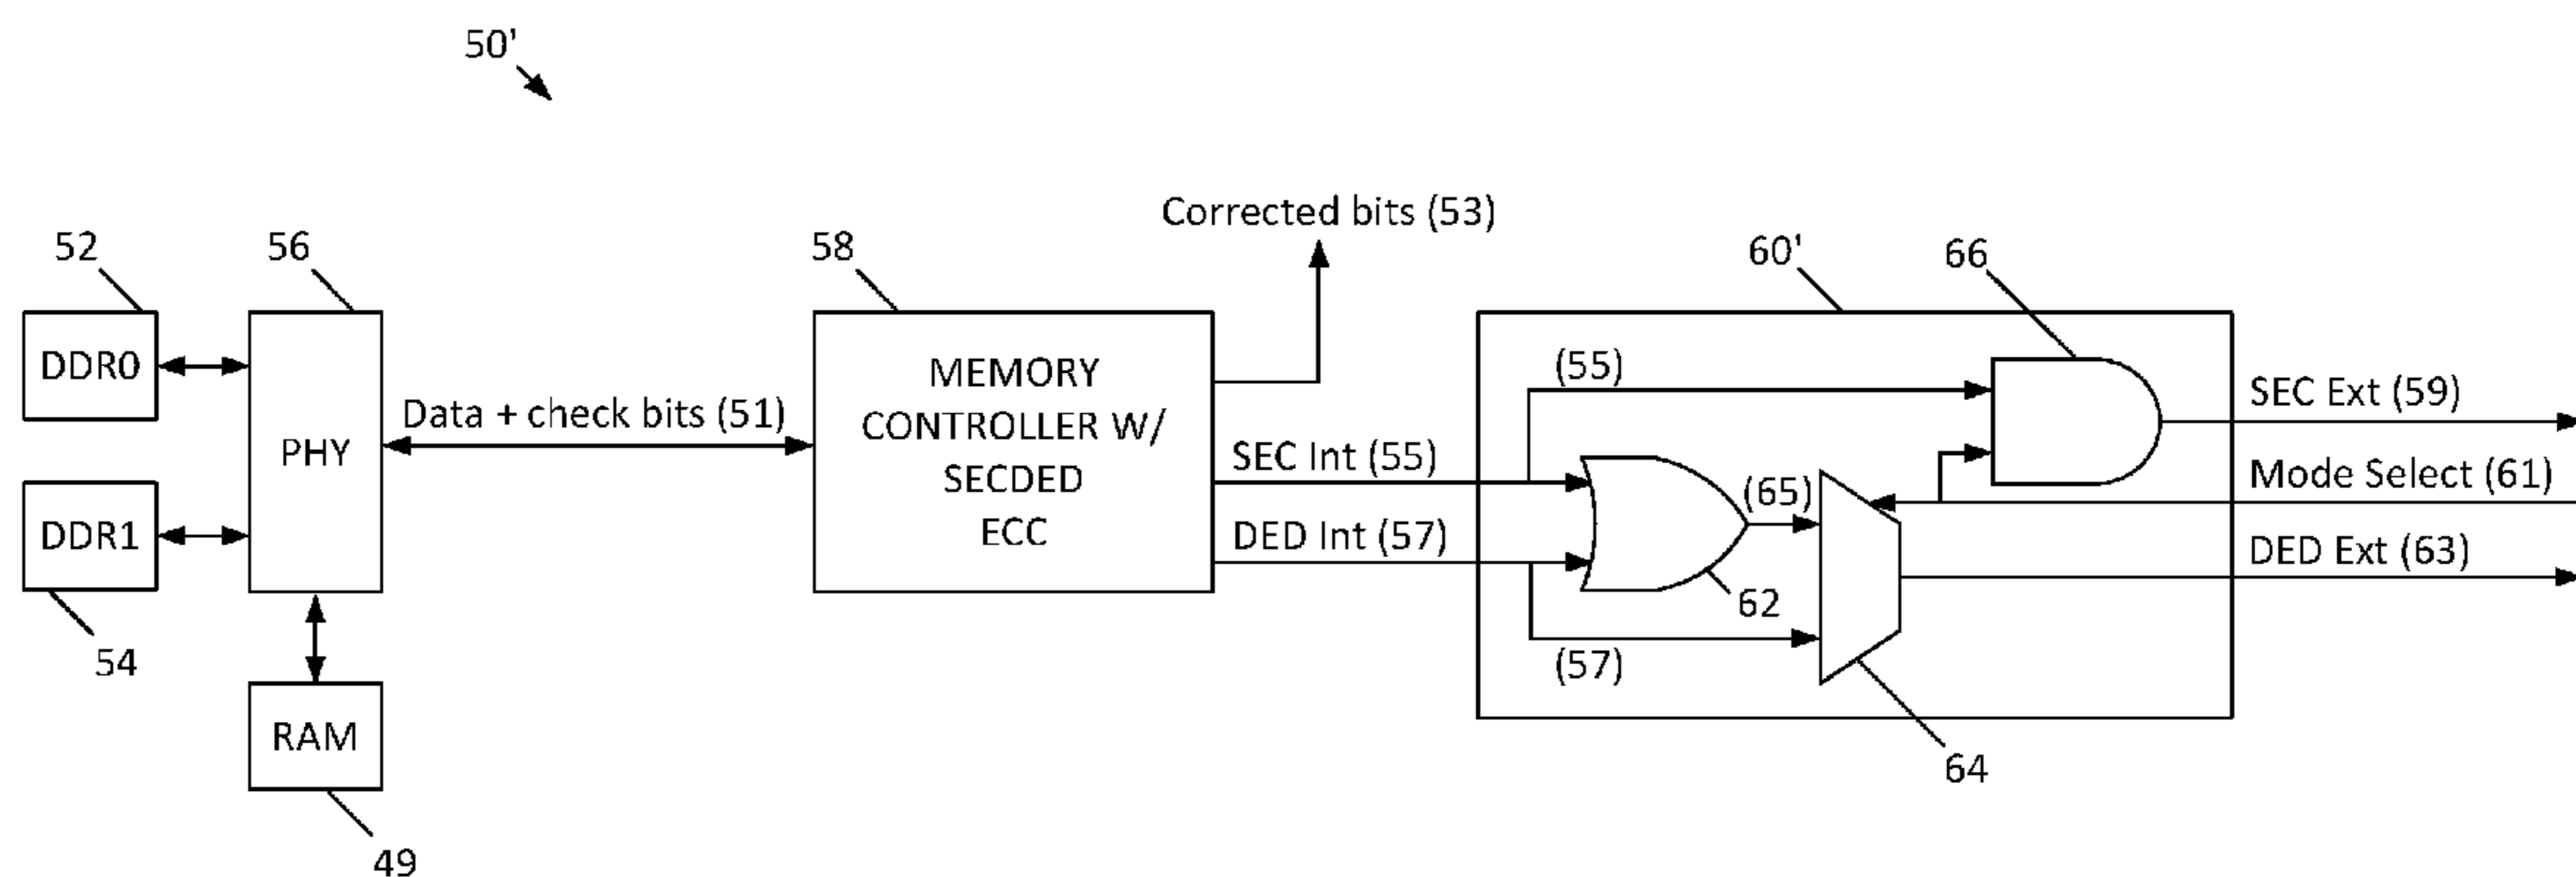 50'
Corrected bits (53)
52
56
58
60'
66
DDR0
PHY
Data + check bits (51)
MEMORY
CONTROLLER W/
SECDED
ECC
SEC Int (55)
DED Int (57)
(55)
(65)
62
(57)
SEC Ext (59)
Mode Select (61)
DED Ext (63)
DDR1
54
RAM
64
49